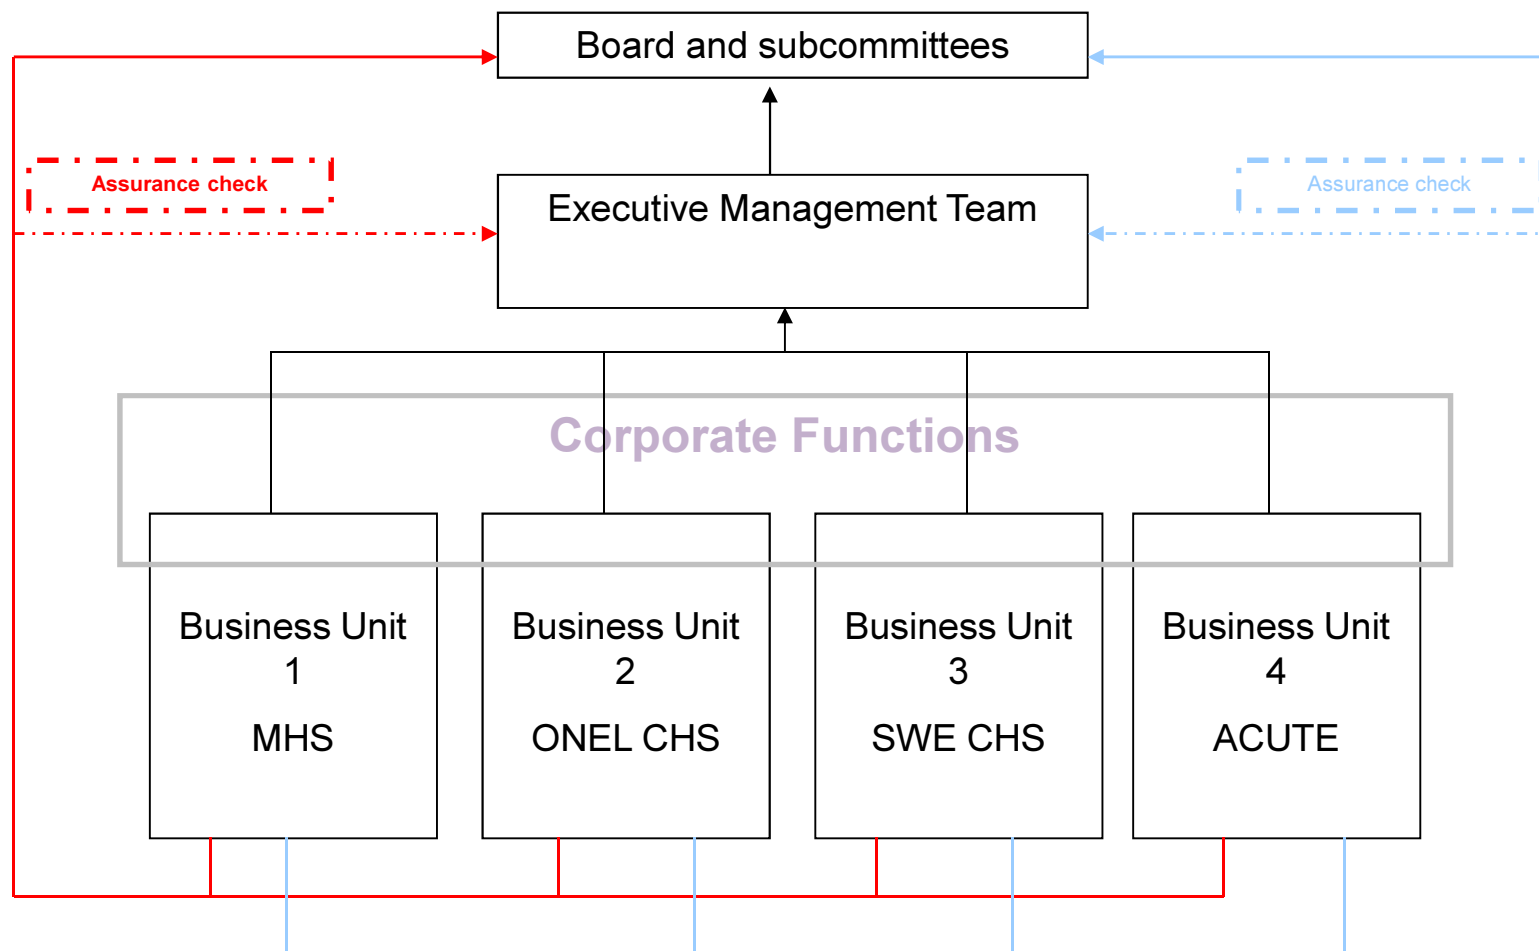 Board and subcommittees
Assurance check
Executive Management Team
Assurance check
Corporate Functions
Business Unit
1
MHS
Business Unit
2
ONEL CHS
Business Unit
3
SWE CHS
Business Unit
4
ACUTE